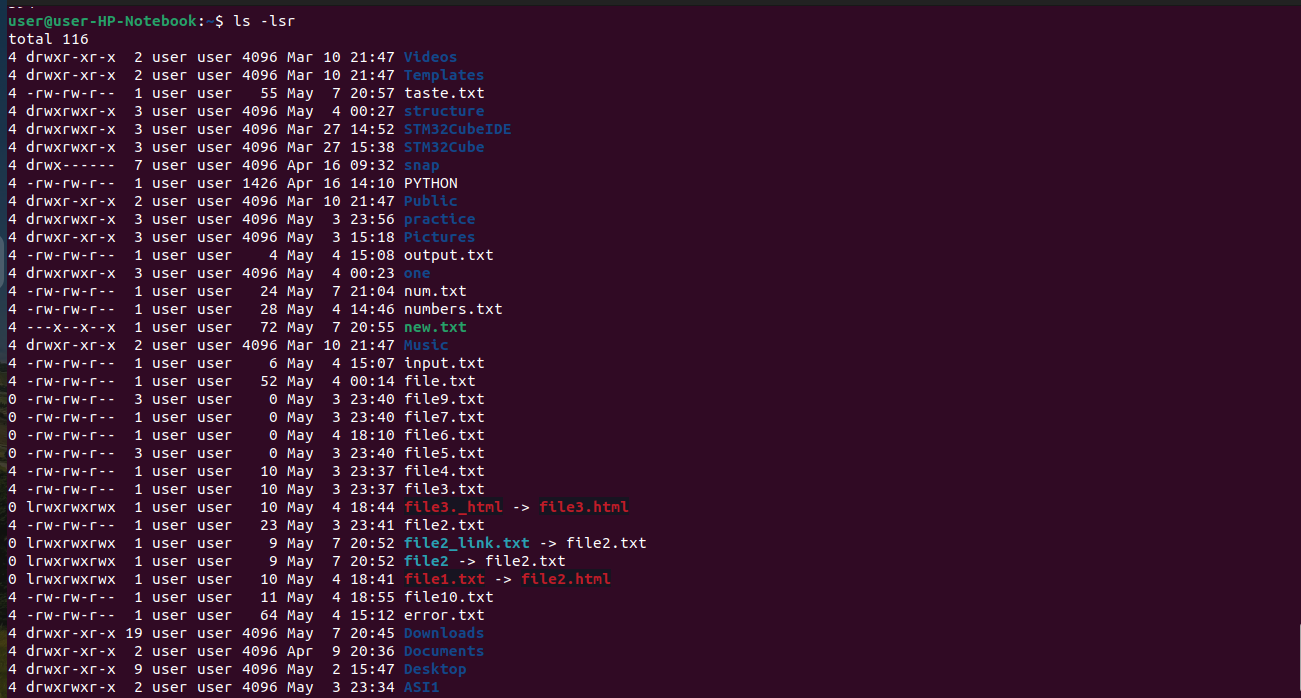 user@user-HP-Notebook:~$ ls -lsr
total 116
4 drwxr-xr-x  2 user user 4096 Mar 10 21:47 Videos
4 drwxr-xr-x  2 user user 4096 Mar 10 21:47 Templates
4 -rw-rw-r--  1 user user   55 May  7 20:57 taste.txt
4 drwxrwxr-x  3 user user 4096 May  4 00:27 structure
4 drwxrwxr-x  3 user user 4096 Mar 27 14:52 STM32CubeIDE
4 drwxrwxr-x  3 user user 4096 Mar 27 15:38 STM32Cube
4 drwx------  7 user user 4096 Apr 16 09:32 snap
4 -rw-rw-r--  1 user user 1426 Apr 16 14:10 PYTHON
4 drwxr-xr-x  2 user user 4096 Mar 10 21:47 Public
4 drwxrwxr-x  3 user user 4096 May  3 23:56 practice
4 drwxr-xr-x  3 user user 4096 May  3 15:18 Pictures
4 -rw-rw-r--  1 user user    4 May  4 15:08 output.txt
4 drwxrwxr-x  3 user user 4096 May  4 00:23 one
4 -rw-rw-r--  1 user user   24 May  7 21:04 num.txt
4 -rw-rw-r--  1 user user   28 May  4 14:46 numbers.txt
4 ---x--x--x  1 user user   72 May  7 20:55 new.txt
4 drwxr-xr-x  2 user user 4096 Mar 10 21:47 Music
4 -rw-rw-r--  1 user user    6 May  4 15:07 input.txt
4 -rw-rw-r--  1 user user   52 May  4 00:14 file.txt
0 -rw-rw-r--  3 user user    0 May  3 23:40 file9.txt
0 -rw-rw-r--  1 user user    0 May  3 23:40 file7.txt
0 -rw-rw-r--  1 user user    0 May  4 18:10 file6.txt
0 -rw-rw-r--  3 user user    0 May  3 23:40 file5.txt
4 -rw-rw-r--  1 user user   10 May  3 23:37 file4.txt
4 -rw-rw-r--  1 user user   10 May  3 23:37 file3.txt
0 lrwxrwxrwx  1 user user   10 May  4 18:44 file3._html -> file3.html
4 -rw-rw-r--  1 user user   23 May  3 23:41 file2.txt
0 lrwxrwxrwx  1 user user    9 May  7 20:52 file2_link.txt -> file2.txt
0 lrwxrwxrwx  1 user user    9 May  7 20:52 file2 -> file2.txt
0 lrwxrwxrwx  1 user user   10 May  4 18:41 file1.txt -> file2.html
4 -rw-rw-r--  1 user user   11 May  4 18:55 file10.txt
4 -rw-rw-r--  1 user user   64 May  4 15:12 error.txt
4 drwxr-xr-x 19 user user 4096 May  7 20:45 Downloads
4 drwxr-xr-x  2 user user 4096 Apr  9 20:36 Documents
4 drwxr-xr-x  9 user user 4096 May  2 15:47 Desktop
4 drwxrwxr-x  2 user user 4096 May  3 23:34 ASI1